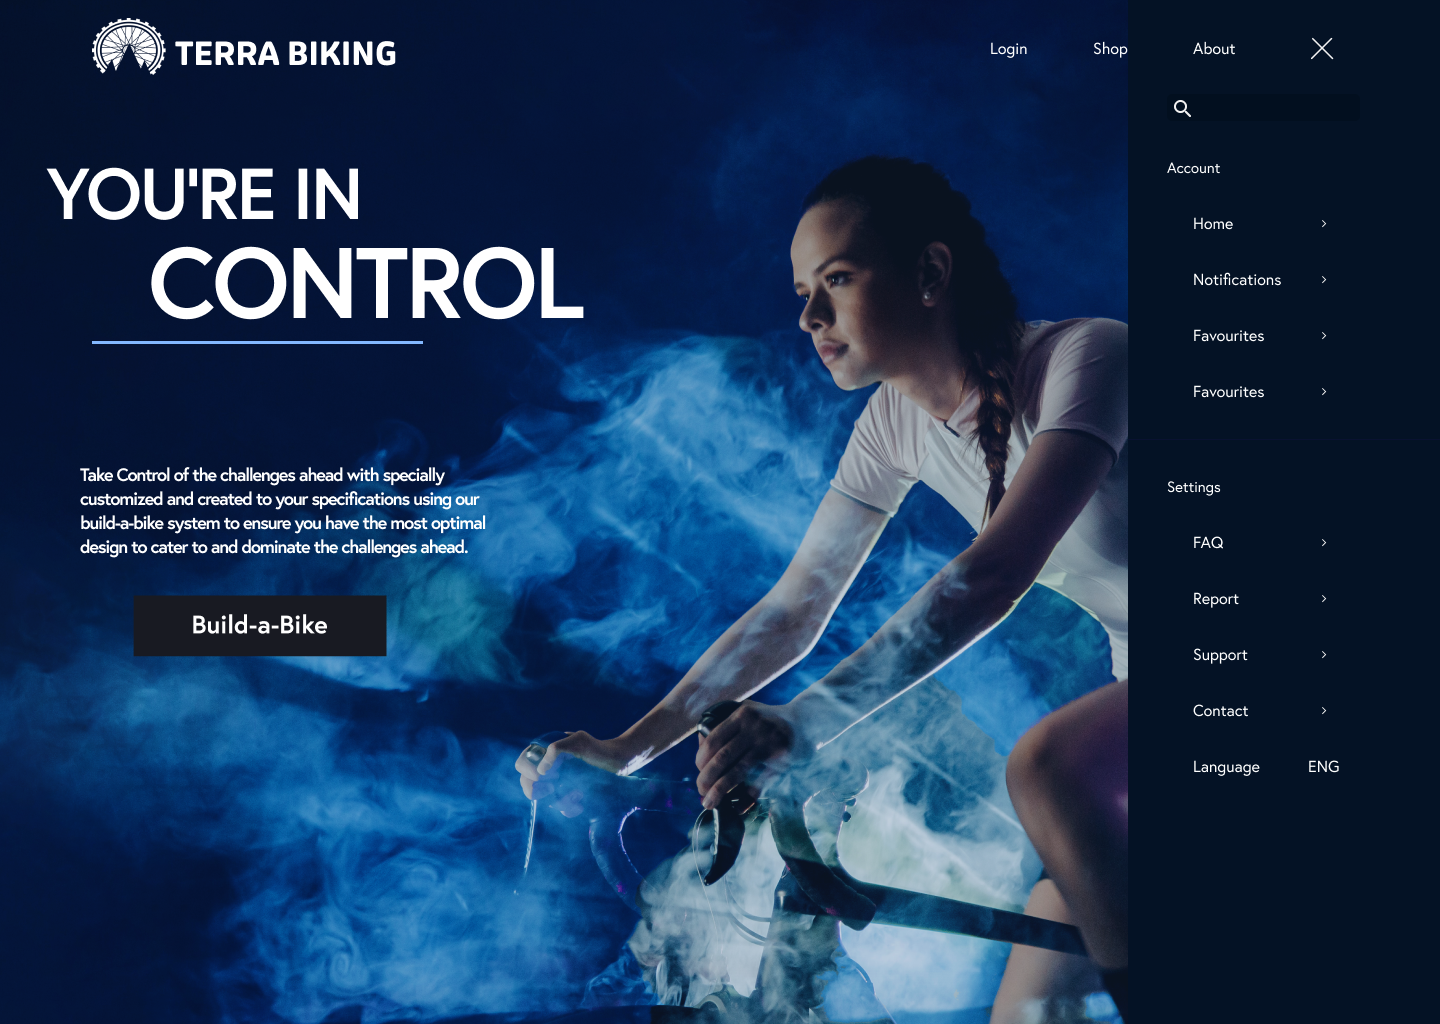 TERRA BIKING
Login
Shop
About
YOU'RE IN
CONTROL
Take Control of the challenges ahead with specially
customized and created to your specifications using our
build-a-bike system to ensure you have the most optimal
design to cater to and dominate the challenges ahead.
Build-a-Bike
Account
Home
Notifications
Favourites
Favourites
Settings
FAQ
Report
Support
Contact
Language ENG